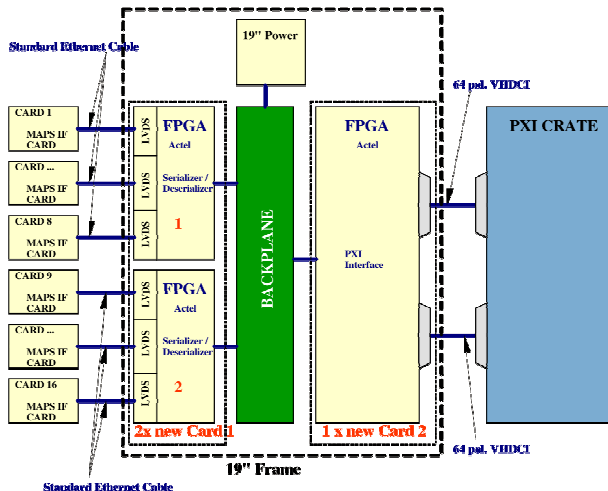 19" Power
Standard Ethernet Cable
64 pol. VHDCI
CARD 1
MAPS IF
CARD
CARD ...
MAPS IF
CARD
CARD 8
MAPS IF
CARD
CARD 9
MAPS IF
CARD
CARD ...
MAPS IF
CARD
CARD 16
MAPS IF
CARD
LVDS
LVDS
LVDS
FPGA
Actel
Serializer /
Deserializer
1
LVDS
LVDS
LVDS
FPGA
Actel
Serializer /
Deserializer
2
2x new Card 1
BACKPLANE
FPGA
Actel
PXI
Interface
1 x new Card 2
PXI CRATE
64 pol. VHDCI
19" Frame
Standard Ethernet Cable